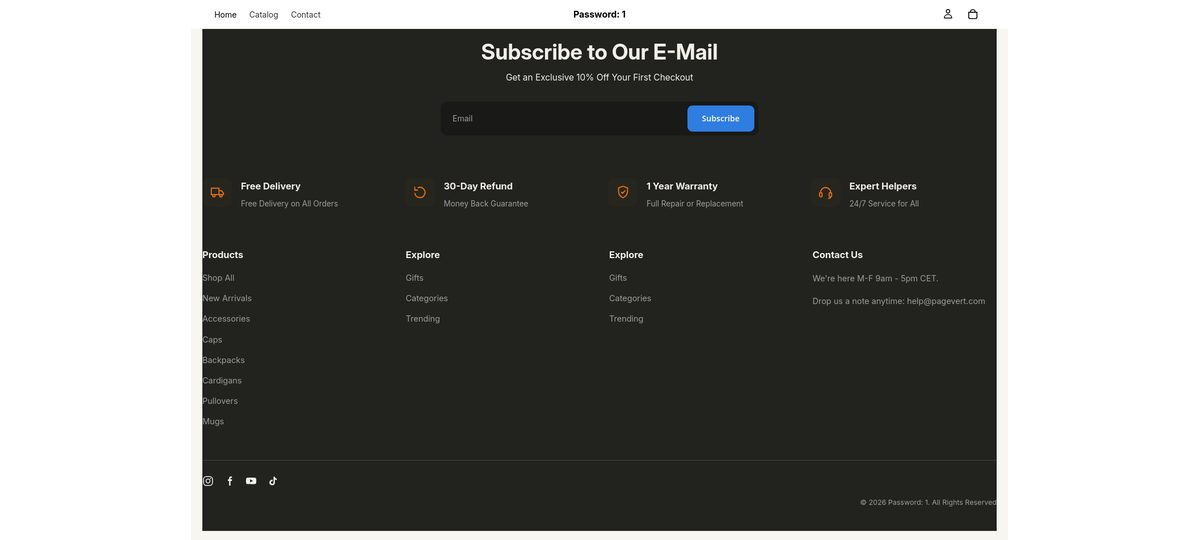 Home Catalog Contact
Password: 1
Subscribe to Our E-Mail
Get an Exclusive 10% Off Your First Checkout
Email
Subscribe
Free Delivery
Free Delivery on All Orders
30-Day Refund
Money Back Guarantee
1 Year Warranty
Full Repair or Replacement
Expert Helpers
24/7 Service for All
Products
Shop All
New Arrivals
Accessories
Caps
Backpacks
Cardigans
Pullovers
Mugs
Explore
Gifts
Categories
Trending
Explore
Gifts
Categories
Trending
Contact Us
We're here M-F 9am - 5pm CET.
Drop us a note anytime: help@pagevert.com
© 2026 Password: 1. All Rights Reserved